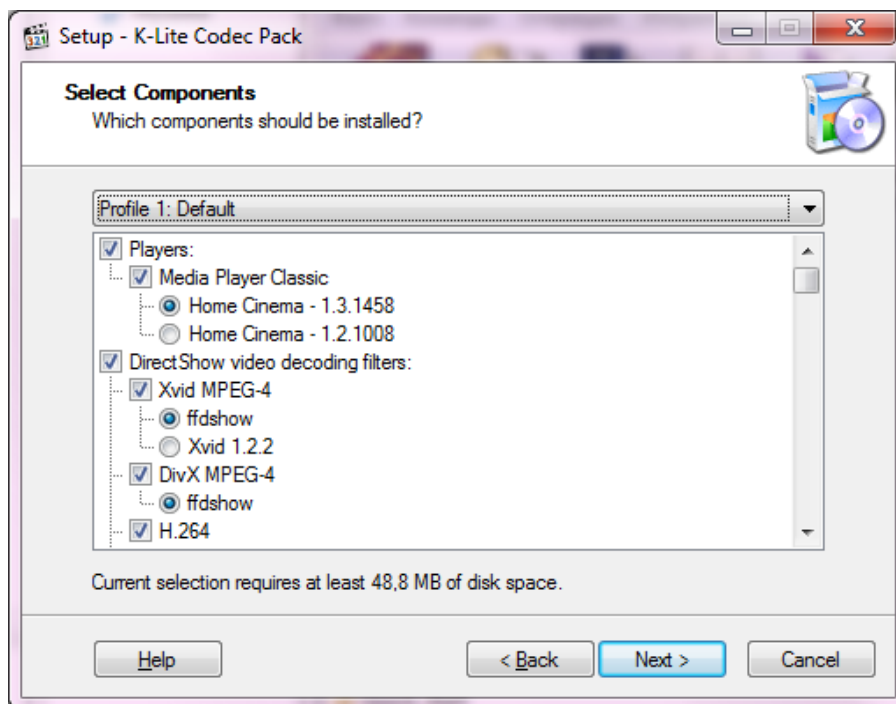 Setup - K-Lite Codec Pack
Select Components
Which components should be installed?
Profile 1: Default
Players:
Media Player Classic
Home Cinema - 1.3.1458
Home Cinema - 1.2.1008
DirectShow video decoding filters:
Xvid MPEG-4
ffdshow
Xvid 1.2.2
DivX MPEG-4
ffdshow
H.264
Current selection requires at least 48,8 MB of disk space.
Help
< Back
Next >
Cancel